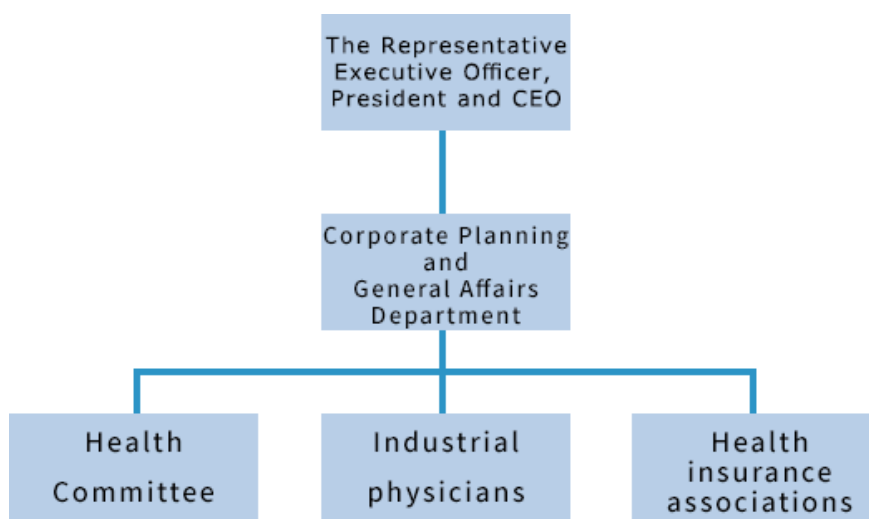 The Representative
Executive Officer,
President and CEO
Corporate Planning
and
General Affairs
Department
Health
Committee
Industrial
physicians
Health
insurance
associations